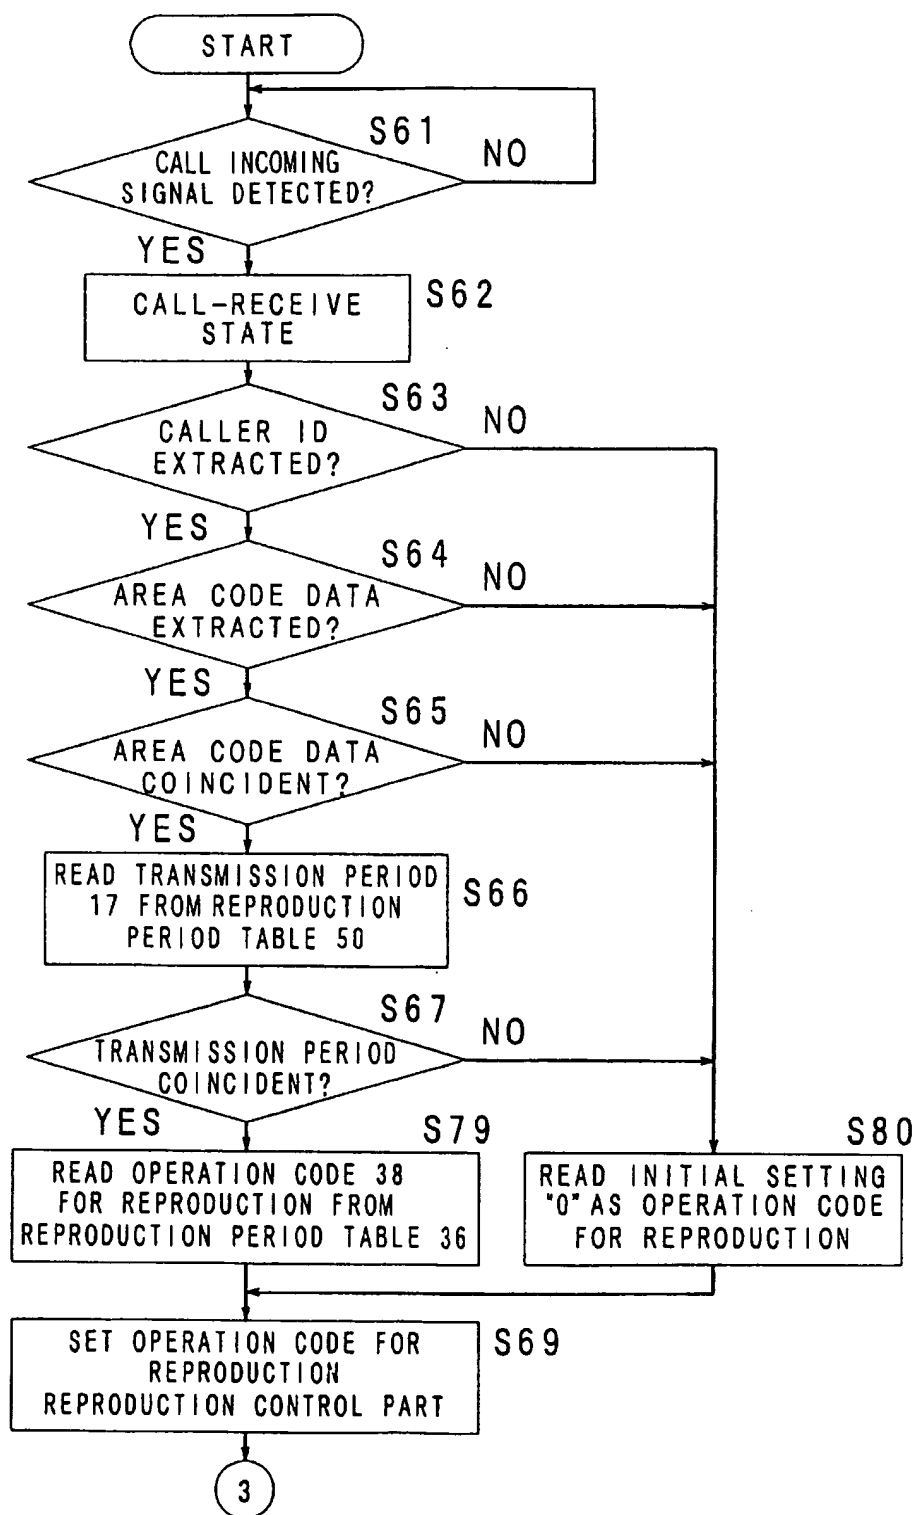 START
S61
CALL INCOMING
SIGNAL DETECTED?
NO
YES
CALL-RECEIVE
STATE
S62
S63
CALLER ID
EXTRACTED?
NO
YES
S64
AREA CODE DATA
EXTRACTED?
NO
YES
S65
AREA CODE DATA
COINCIDENT?
NO
YES
READ TRANSMISSION PERIOD
17 FROM REPRODUCTION
PERIOD TABLE 50
S66
S67
TRANSMISSION PERIOD
COINCIDENT?
NO
YES
S79
READ OPERATION CODE 38
FOR REPRODUCTION FROM
REPRODUCTION PERIOD TABLE 36
S80
READ INITIAL SETTING
"0" AS OPERATION CODE
FOR REPRODUCTION
SET OPERATION CODE FOR
REPRODUCTION
REPRODUCTION CONTROL PART
S69
3